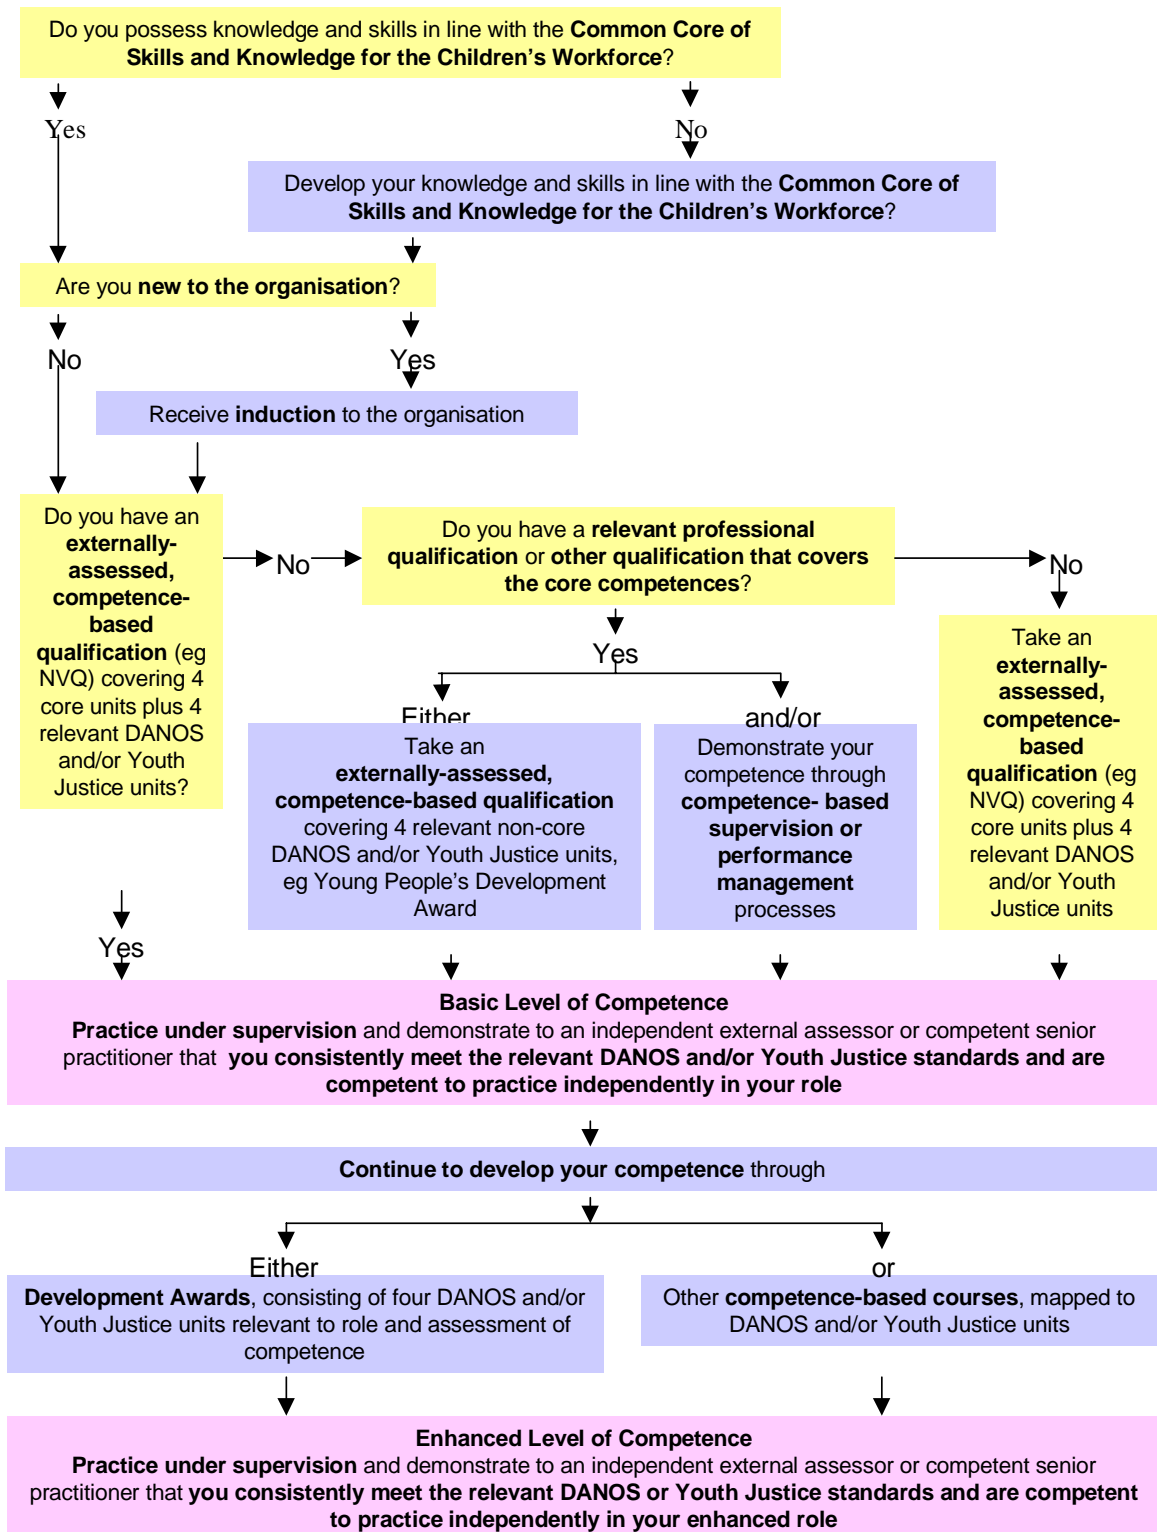 Do you possess knowledge and skills in line with the Common Core of
Skills and Knowledge for the Children's Workforce?
Yes
No
Develop your knowledge and skills in line with the Common Core of
Skills and Knowledge for the Children's Workforce?
Are you new to the organisation?
No
Yes
Receive induction to the organisation
Do you have an
externally-
assessed,
competence-
based
qualification (eg
NVQ) covering 4
core units plus 4
relevant DANOS
and/or Youth
Justice units?
No
Do you have a relevant professional
qualification or other qualification that covers
the core competences?
No
Yes
Either
Take an
externally-assessed,
competence-based qualification
covering 4 relevant non-core
DANOS and/or Youth Justice units,
eg Young People's Development
Award
and/or
Demonstrate your
competence through
competence- based
supervision or
performance
management
processes
Take an
externally-
assessed,
competence-
based
qualification (eg
NVQ) covering 4
core units plus 4
relevant DANOS
and/or Youth
Justice units
Yes
Basic Level of Competence
Practice under supervision and demonstrate to an independent external assessor or competent senior
practitioner that you consistently meet the relevant DANOS and/or Youth Justice standards and are
competent to practice independently in your role
Continue to develop your competence through
Either
Development Awards, consisting of four DANOS and/or
Youth Justice units relevant to role and assessment of
competence
or
Other competence-based courses, mapped to
DANOS and/or Youth Justice units
Enhanced Level of Competence
Practice under supervision and demonstrate to an independent external assessor or competent senior
practitioner that you consistently meet the relevant DANOS or Youth Justice standards and are competent
to practice independently in your enhanced role